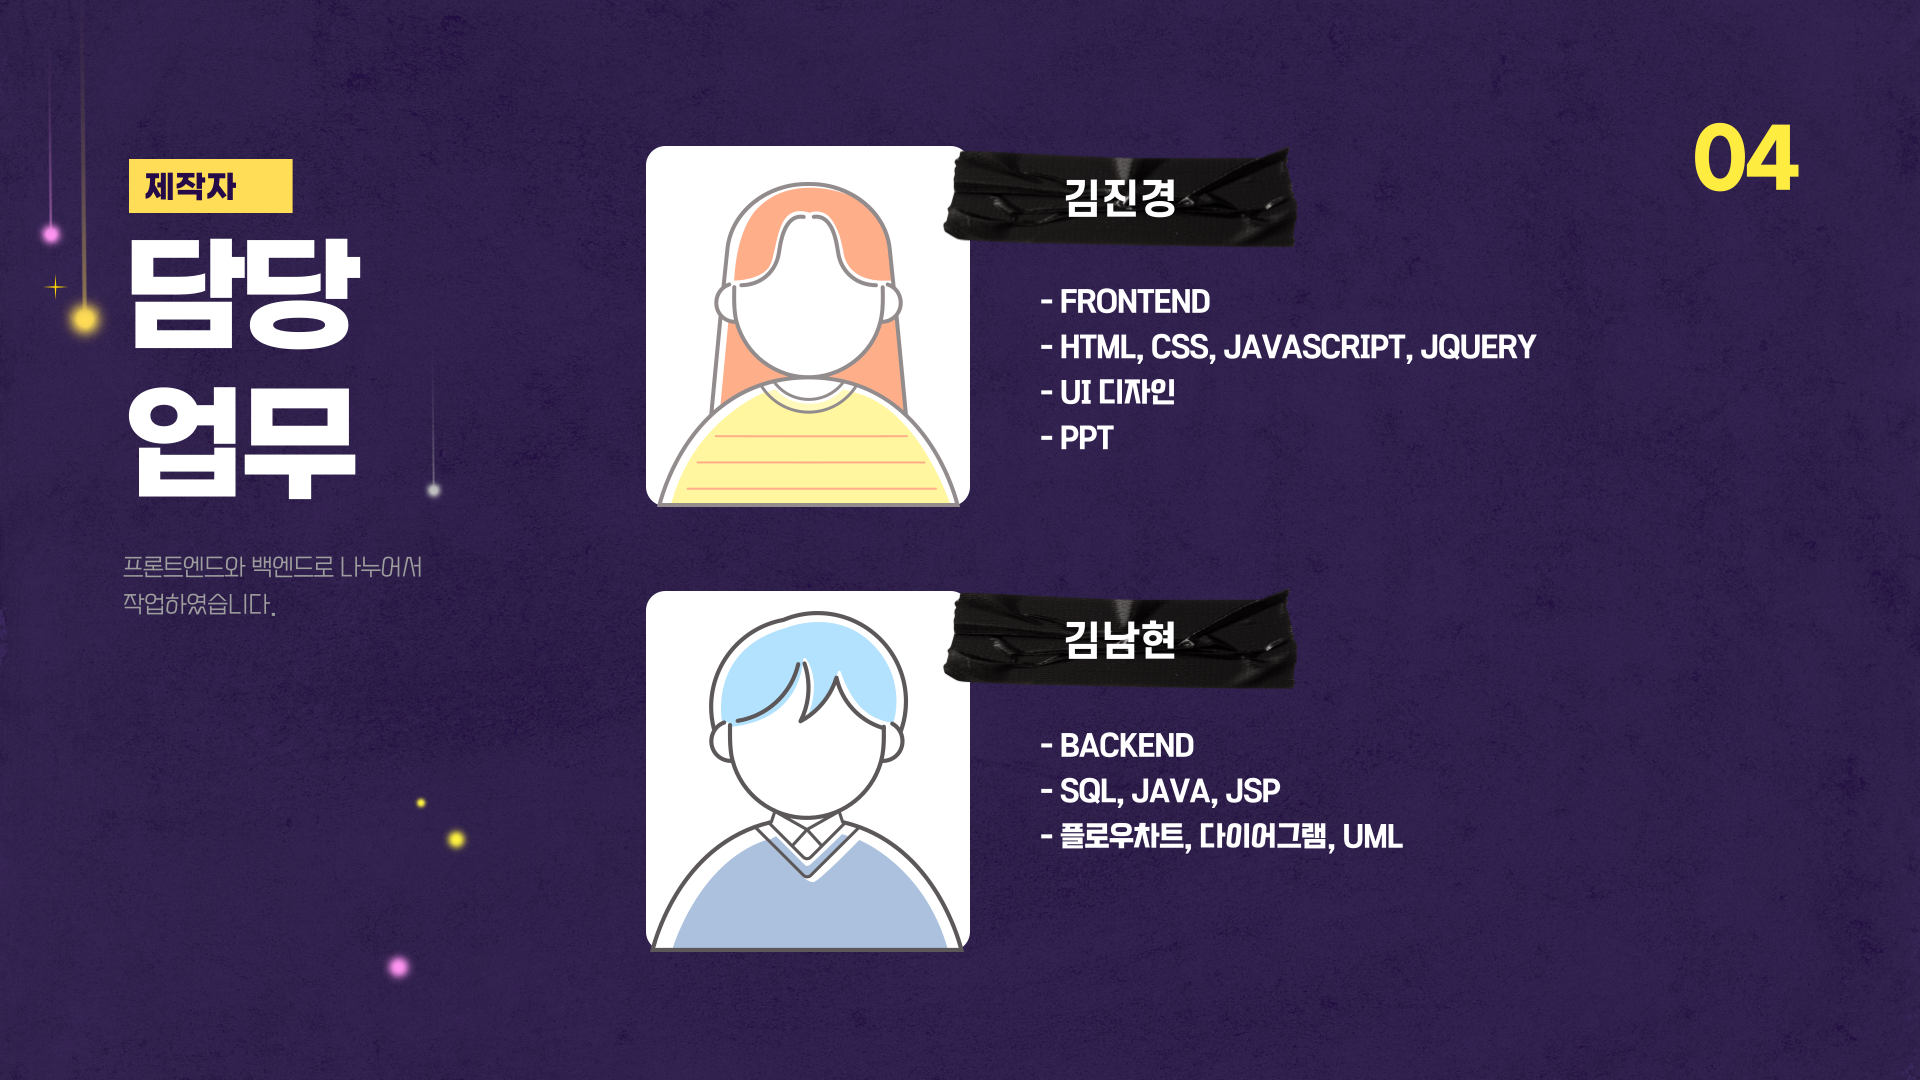 제작자
담당
업무
프론트엔드와 백엔드로 나누어서
작업하였습니다.
04
김진경
- FRONTEND
- HTML, CSS, JAVASCRIPT, JQUERY
- UI 디자인
- PPT
김남현
- BACKEND
- SQL, JAVA, JSP
- 플로우차트, 다이어그램, UML